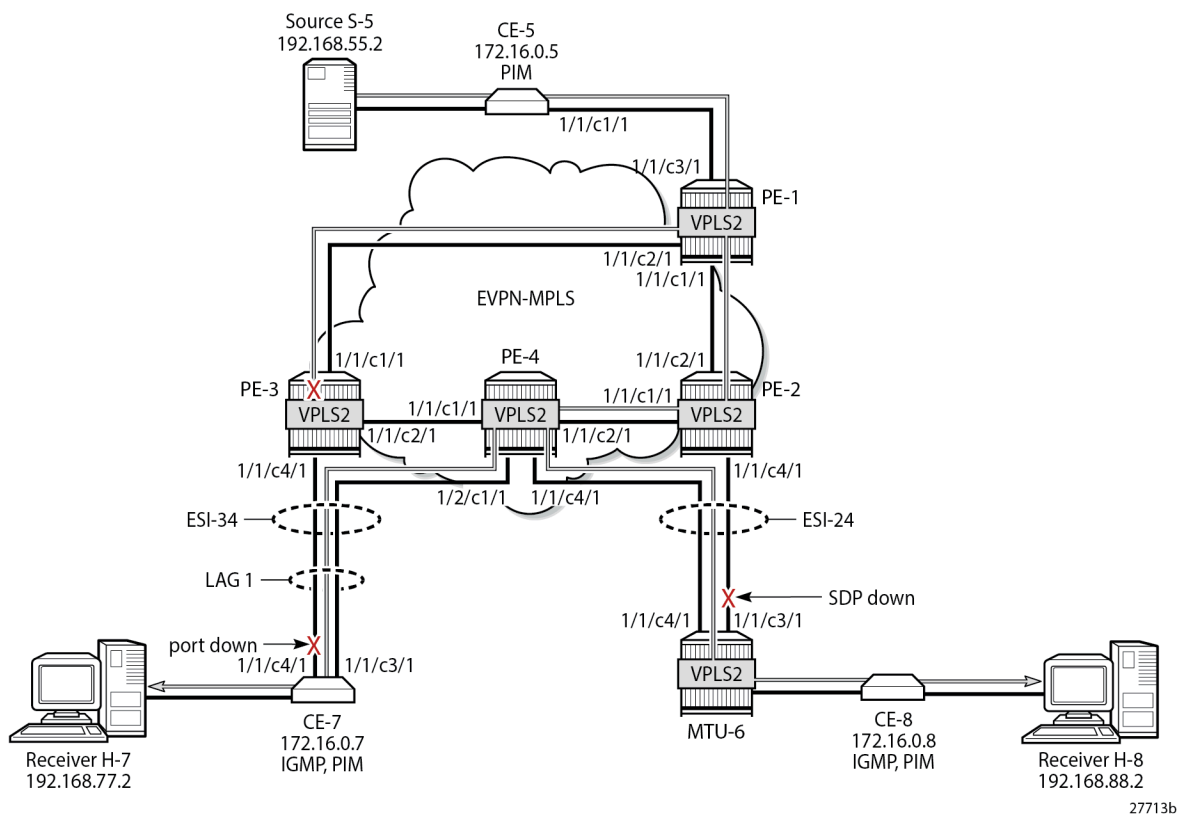 Source S-5
192.168.55.2
CE-5
172.16.0.5
PIM
1/1/c1/1
1/1/c3/1
PE-1
VPLS2
1/1/c2/1
1/1/c1/1
EVPN-MPLS
1/1/c1/1
PE-4
1/1/c2/1
PE-3
PE-2
1/1/c1/1
1/1/c1/1
VPLS2
VPLS2
VPLS2
1/1/c2/1
1/1/c2/1
1/1/c4/1
1/1/c4/1
1/2/c1/1
1/1/c4/1
ESI-34
ESI-24
LAG 1
X
SDP down
1/1/c4/1
1/1/c3/1
port down
X
X
1/1/c4/1
1/1/c3/1
VPLS2
MTU-6
CE-7
172.16.0.7
IGMP, PIM
CE-8
172.16.0.8
IGMP, PIM
Receiver H-7
192.168.77.2
Receiver H-8
192.168.88.2
27713b